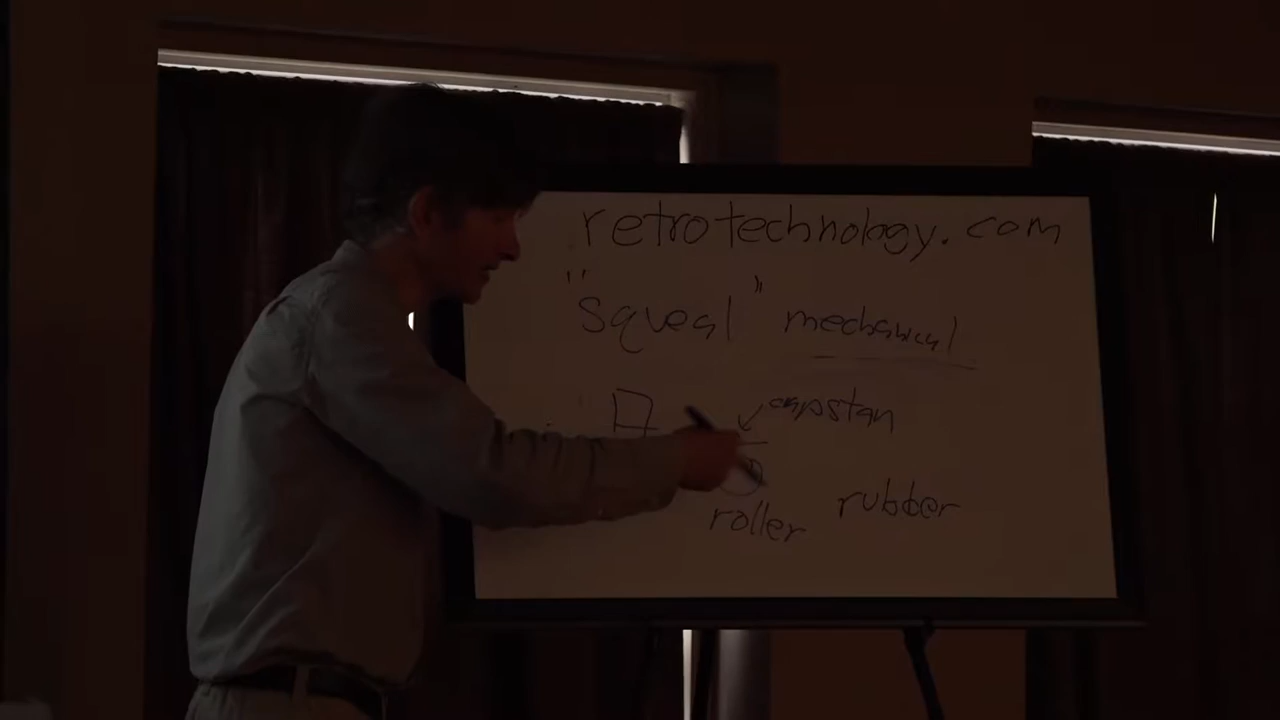 retrotechnology.com
"squeal" mechanical
capstan
roller rubber